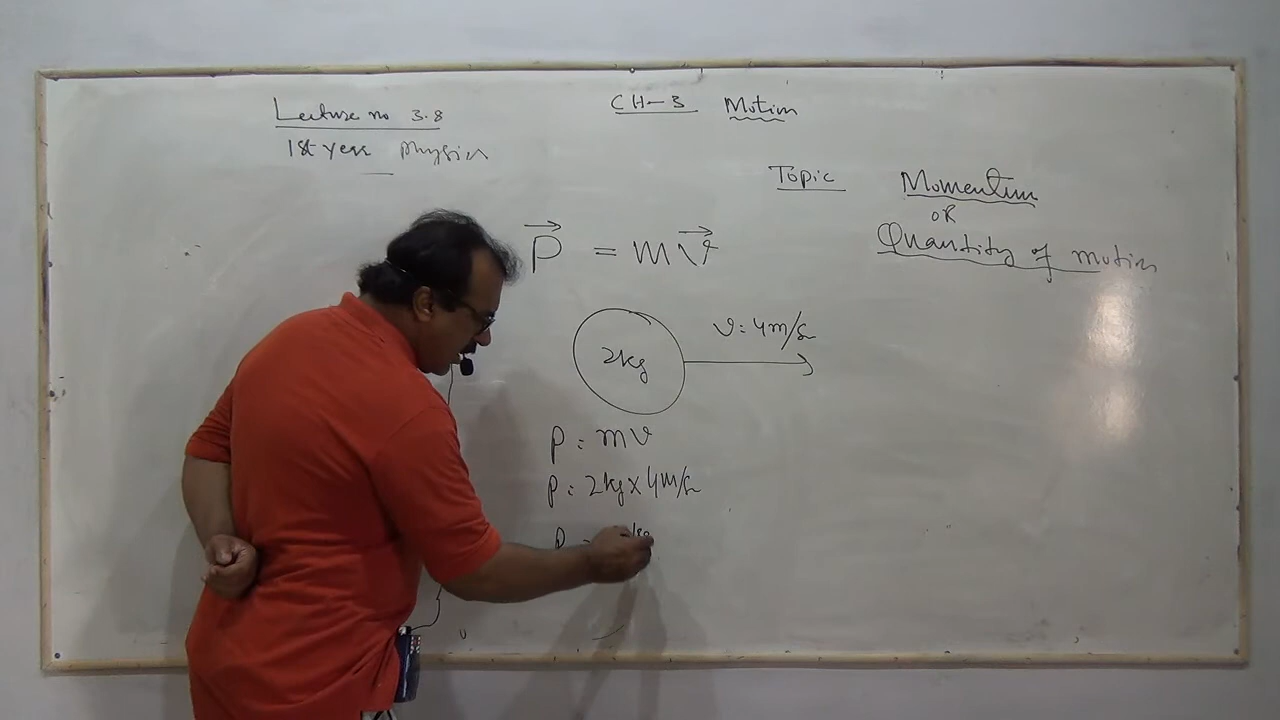 Lecture no 3.8
1st year physics
CH-3 Motion
Topic Momentum
OR
Quantity of motion
P = mv
2kg
v = 4m/s
P = mv
P = 2kg x 4m/s
P =